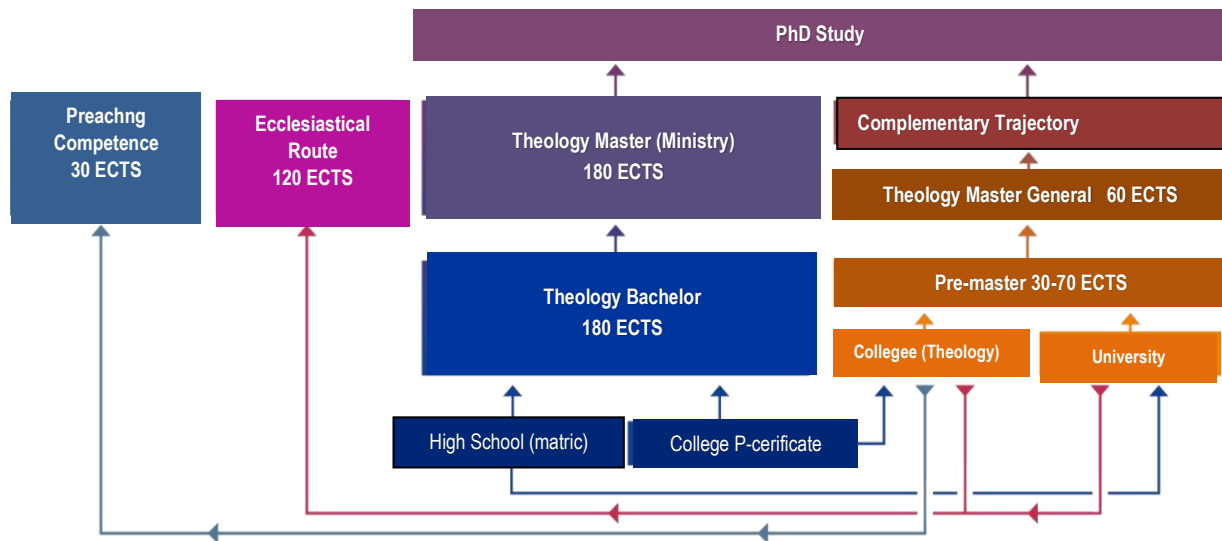 PhD Study
Preachng
Competence
30 ECTS
Ecclesiastical
Route
120 ECTS
Theology Master (Ministry)
180 ECTS
Complementary Trajectory
Theology Master General 60 ECTS
Theology Bachelor
180 ECTS
Pre-master 30-70 ECTS
Collegee (Theology)
University
High School (matric)
College P-cerificate